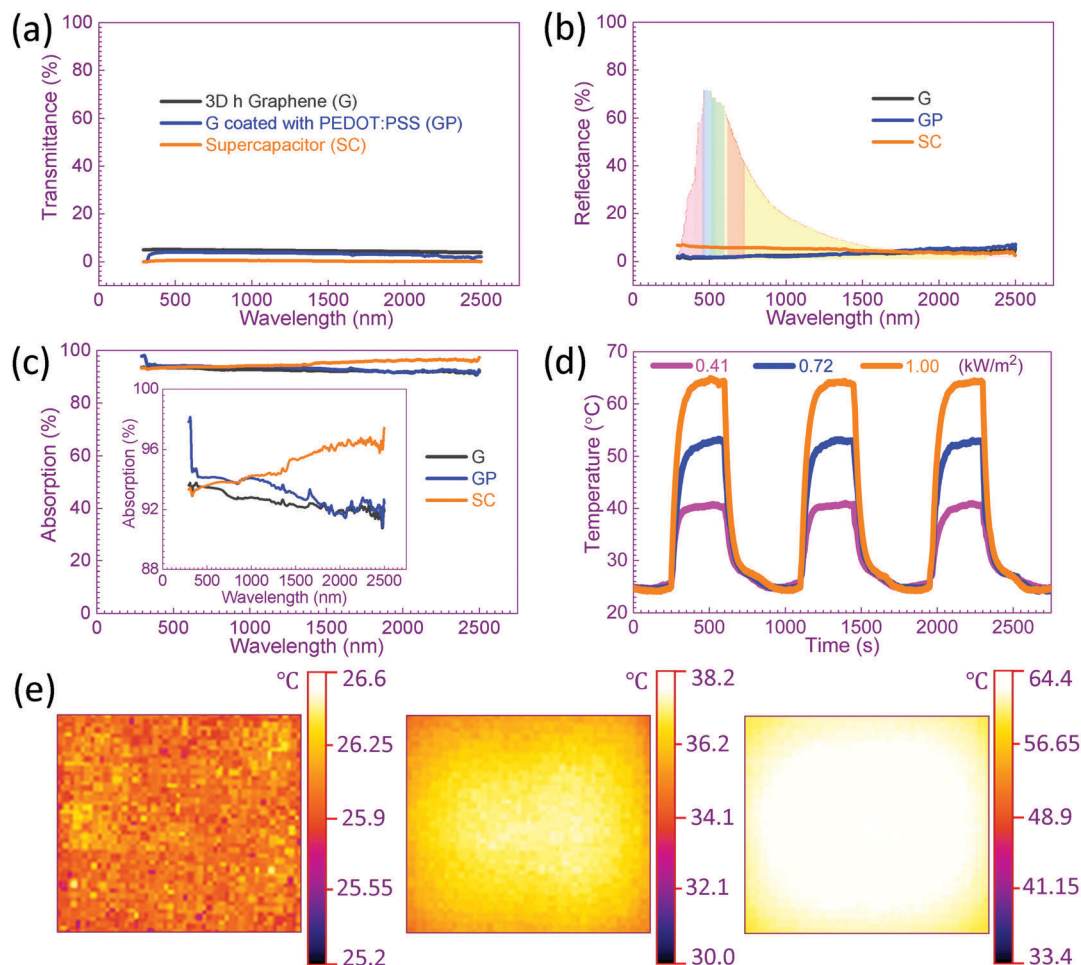 (a)
100
80
60
40
20
0
Transmittance (%)
3D h Graphene (G)
G coated with PEDOT:PSS (GP)
Supercapacitor (SC)
0 500 1000 1500 2000 2500
Wavelength (nm)
(b)
100
80
60
40
20
0
Reflectance (%)
G
GP
SC
0 500 1000 1500 2000 2500
Wavelength (nm)
(c)
100
80
60
40
20
0
Absorption (%)
100
96
92
88
Absorption (%)
0 500 1000 1500 2000 2500
Wavelength (nm)
G
GP
SC
0 500 1000 1500 2000 2500
Wavelength (nm)
(d)
70
60
50
40
30
20
Temperature (°C)
0.41 0.72 1.00 (kW/m²)
0 500 1000 1500 2000 2500
Time (s)
(e)
°C
26.6
26.25
25.9
25.55
25.2
°C
38.2
36.2
34.1
32.1
30.0
°C
64.4
56.65
48.9
41.15
33.4